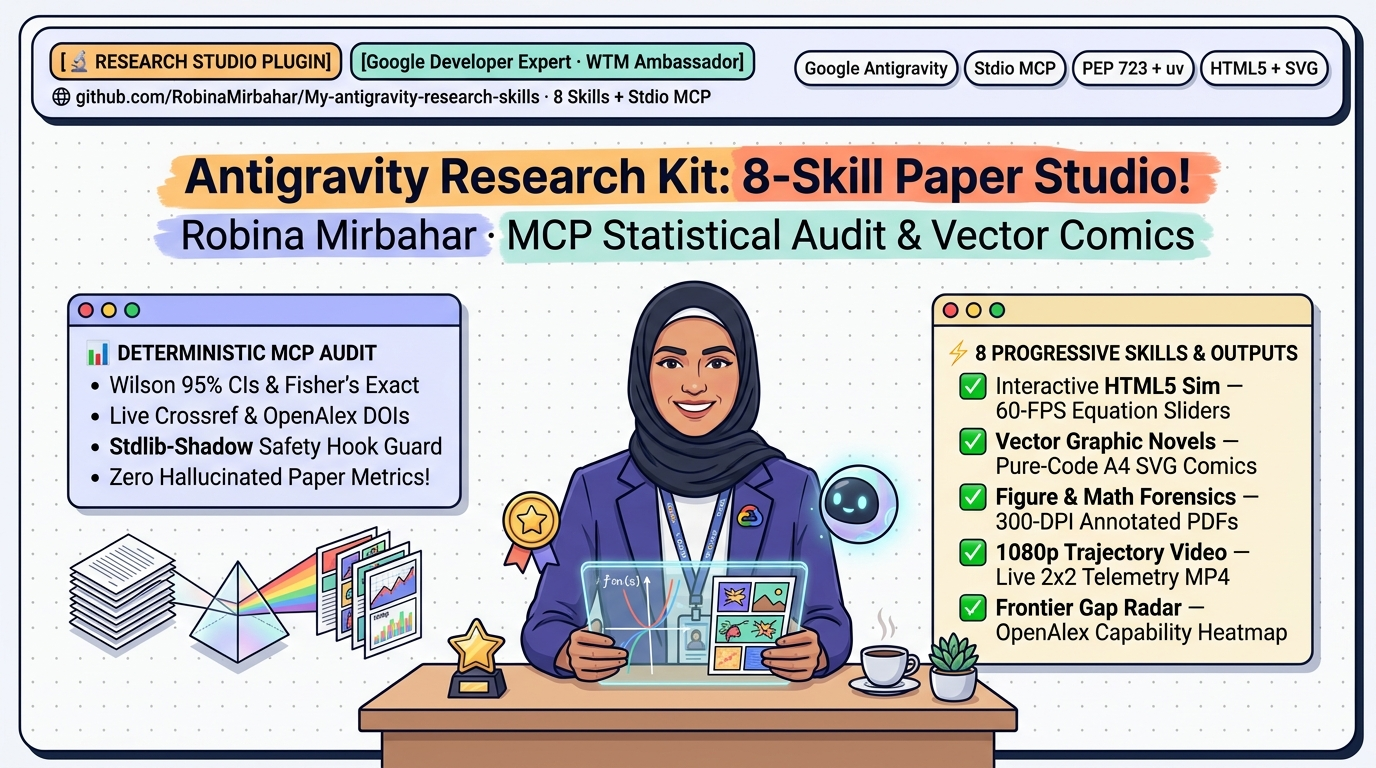 [🔬 RESEARCH STUDIO PLUGIN]
[Google Developer Expert · WTM Ambassador]
Google Antigravity
Stdio MCP
PEP 723 + uv
HTML5 + SVG
github.com/RobinaMirbahar/My-antigravity-research-skills · 8 Skills + Stdio MCP
Antigravity Research Kit: 8-Skill Paper Studio!
Robina Mirbahar · MCP Statistical Audit & Vector Comics
📊 DETERMINISTIC MCP AUDIT
• Wilson 95% CIs & Fisher's Exact
• Live Crossref & OpenAlex DOIs
• Stdlib-Shadow Safety Hook Guard
• Zero Hallucinated Paper Metrics!
⚡ 8 PROGRESSIVE SKILLS & OUTPUTS
✅ Interactive HTML5 Sim —
60-FPS Equation Sliders
✅ Vector Graphic Novels —
Pure-Code A4 SVG Comics
✅ Figure & Math Forensics —
300-DPI Annotated PDFs
✅ 1080p Trajectory Video —
Live 2x2 Telemetry MP4
✅ Frontier Gap Radar —
OpenAlex Capability Heatmap